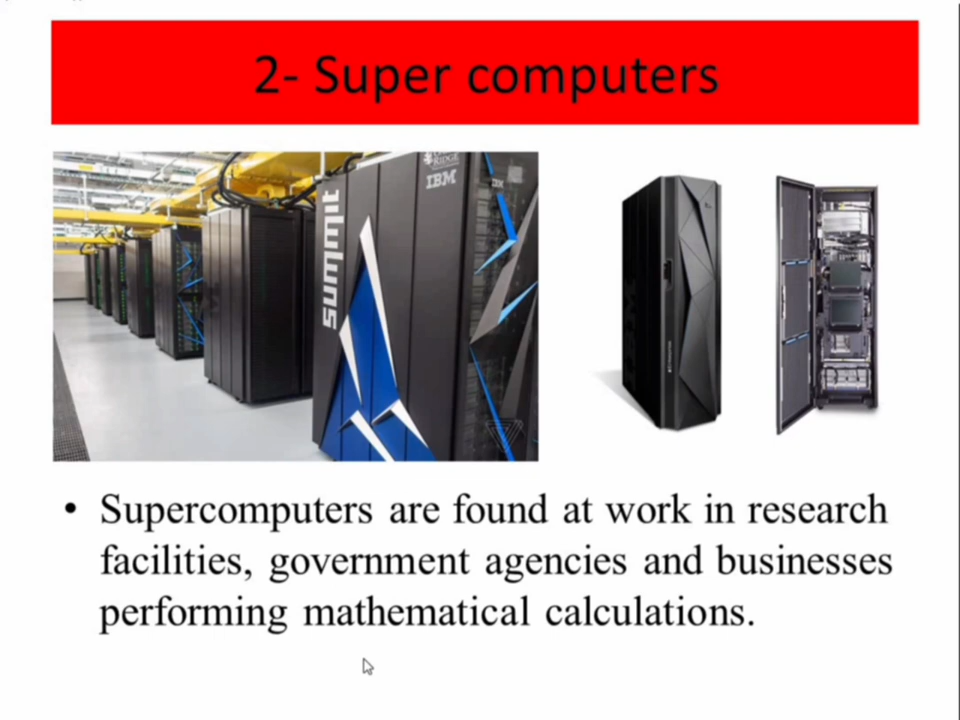 2- Super computers
RIDGE
IBM
summit
• Supercomputers are found at work in research
facilities, government agencies and businesses
performing mathematical calculations.